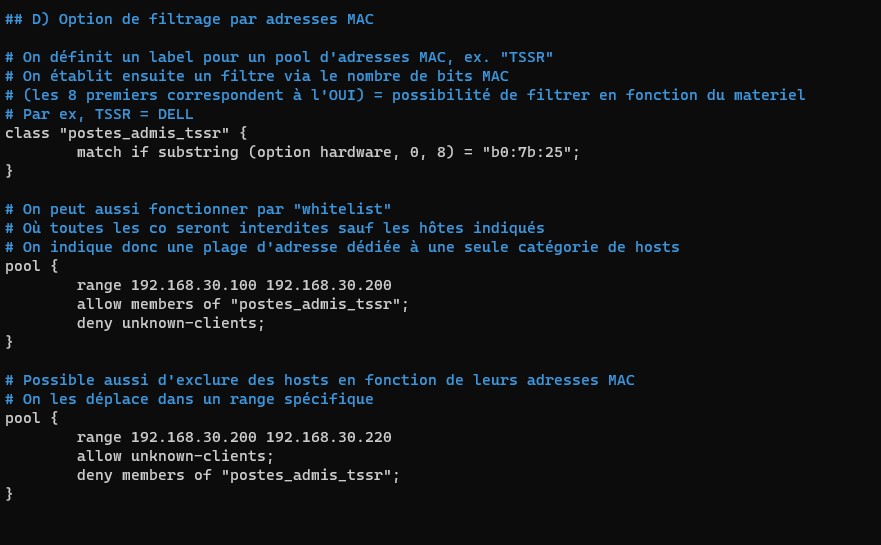 ## D) Option de filtrage par adresses MAC
# On définit un label pour un pool d'adresses MAC, ex. "TSSR"
# On établit ensuite un filtre via le nombre de bits MAC
# (les 8 premiers correspondent à l'OUI) = possibilité de filtrer en fonction du materiel
# Par ex, TSSR = DELL
class "postes_admis_tssr" {
        match if substring (option hardware, 0, 8) = "b0:7b:25";
}
# On peut aussi fonctionner par "whitelist"
# Où toutes les co seront interdites sauf les hôtes indiqués
# On indique donc une plage d'adresse dédiée à une seule catégorie de hosts
pool {
        range 192.168.30.100 192.168.30.200
        allow members of "postes_admis_tssr";
        deny unknown-clients;
}
# Possible aussi d'exclure des hosts en fonction de leurs adresses MAC
# On les déplace dans un range spécifique
pool {
        range 192.168.30.200 192.168.30.220
        allow unknown-clients;
        deny members of "postes_admis_tssr";
}